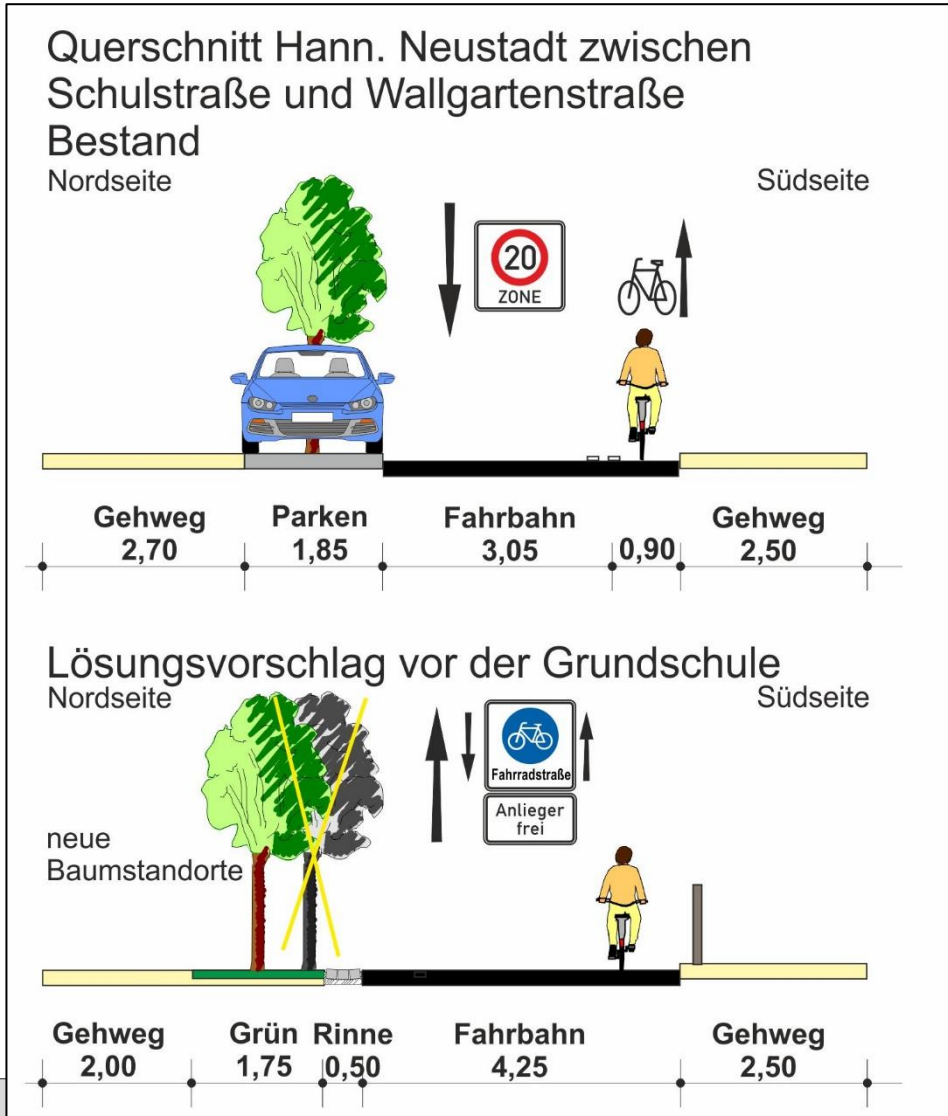 Querschnitt Hann. Neustadt zwischen
Schulstraße und Wallgartenstraße
Bestand
Nordseite
Südseite
20
ZONE
Gehweg
2,70
Parken
1,85
Fahrbahn
3,05
0,90
Gehweg
2,50
Lösungsvorschlag vor der Grundschule
Nordseite
Südseite
Fahrradstraße
Anlieger
frei
neue
Baumstandorte
Gehweg
2,00
Grün
1,75
Rinne
0,50
Fahrbahn
4,25
Gehweg
2,50